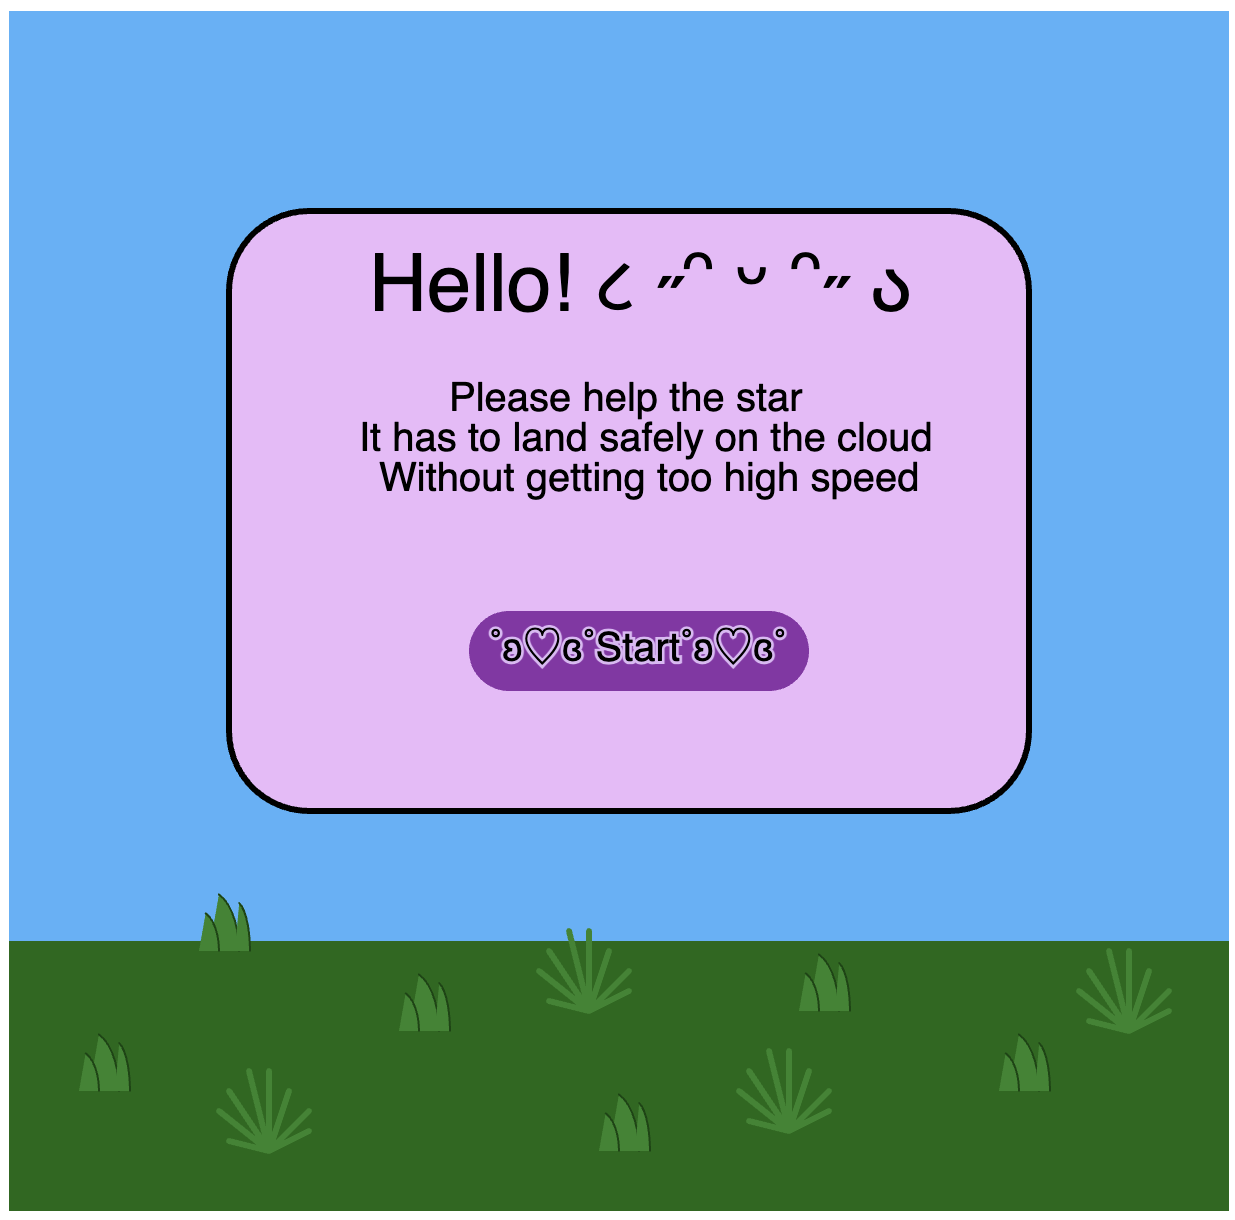 Hello! ૮ ˶ᵔ ᵕ ᵔ˶ ა
Please help the star
It has to land safely on the cloud
Without getting too high speed
˚ʚ♡ɞ˚Start˚ʚ♡ɞ˚